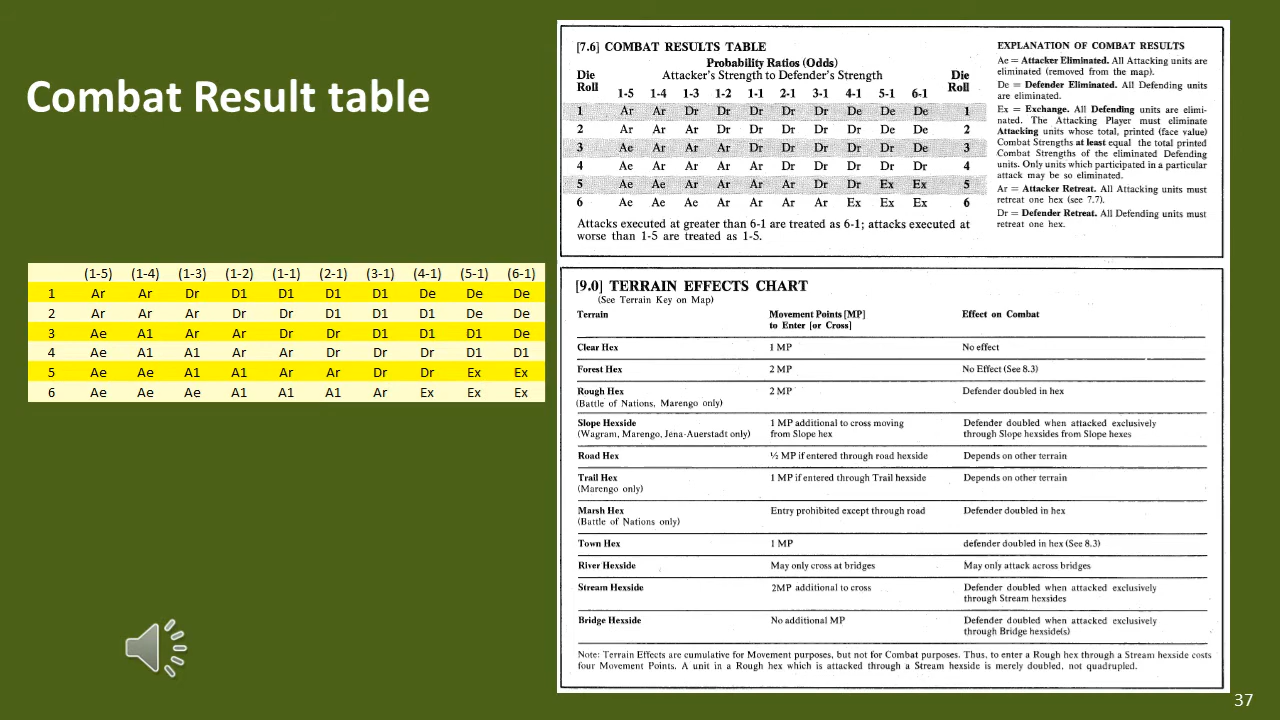 Combat Result table
(1-5) (1-4) (1-3) (1-2) (1-1) (2-1) (3-1) (4-1) (5-1) (6-1)
1 Ar Ar Dr D1 D1 D1 D1 De De De
2 Ar Ar Ar Dr Dr D1 D1 D1 De De
3 Ae A1 Ar Ar Dr Dr D1 D1 D1 De
4 Ae A1 A1 Ar Ar Dr Dr Dr D1 D1
5 Ae Ae A1 A1 Ar Ar Dr Dr Ex Ex
6 Ae Ae Ae A1 A1 A1 Ar Ex Ex Ex
[7.6] COMBAT RESULTS TABLE
Probability Ratios (Odds)
Die Attacker's Strength to Defender's Strength Die
Roll 1-5 1-4 1-3 1-2 1-1 2-1 3-1 4-1 5-1 6-1 Roll
1 Ar Ar Dr Dr Dr Dr Dr De De De 1
2 Ar Ar Ar Dr Dr Dr Dr Dr De De 2
3 Ae Ar Ar Ar Dr Dr Dr Dr Dr De 3
4 Ae Ar Ar Ar Ar Dr Dr Dr Dr Dr 4
5 Ae Ae Ar Ar Ar Ar Dr Dr Ex Ex 5
6 Ae Ae Ae Ar Ar Ar Ar Ex Ex Ex 6
Attacks executed at greater than 6-1 are treated as 6-1; attacks executed at
worse than 1-5 are treated as 1-5.
EXPLANATION OF COMBAT RESULTS
Ae = Attacker Eliminated. All Attacking units are
eliminated (removed from the map).
De = Defender Eliminated. All Defending units
are eliminated.
Ex = Exchange. All Defending units are elimi-
nated. The Attacking Player must eliminate
Attacking units whose total, printed (face value)
Combat Strengths at least equal the total printed
Combat Strengths of the eliminated Defending
units. Only units which participated in a particular
attack may be so eliminated.
Ar = Attacker Retreat. All Attacking units must
retreat one hex (see 7.7).
Dr = Defender Retreat. All Defending units must
retreat one hex.
[9.0] TERRAIN EFFECTS CHART
(See Terrain Key on Map)
Terrain Movement Points [MP] Effect on Combat
to Enter [or Cross]
Clear Hex 1 MP No effect
Forest Hex 2 MP No Effect (See 8.3)
Rough Hex 2 MP Defender doubled in hex
(Battle of Nations, Marengo only)
Slope Hexside 1 MP additional to cross moving Defender doubled when attacked exclusively
(Wagram, Marengo, Jena-Auerstadt only) from Slope hex through Slope hexsides from Slope hexes
Road Hex ½ MP if entered through road hexside Depends on other terrain
Trail Hex 1 MP if entered through Trail hexside Depends on other terrain
(Marengo only)
Marsh Hex Entry prohibited except through road Defender doubled in hex
(Battle of Nations only)
Town Hex 1 MP defender doubled in hex (See 8.3)
River Hexside May only cross at bridges May only attack across bridges
Stream Hexside 2MP additional to cross Defender doubled when attacked exclusively
through Stream hexsides
Bridge Hexside No additional MP Defender doubled when attacked exclusively
through Bridge hexside(s)
Note: Terrain Effects are cumulative for Movement purposes, but not for Combat purposes. Thus, to enter a Rough hex through a Stream hexside costs
four Movement Points. A unit in a Rough hex which is attacked through a Stream hexside is merely doubled, not quadrupled.
37